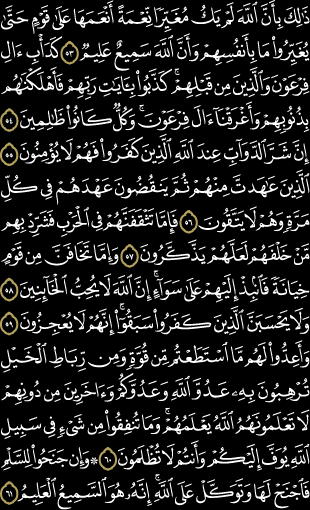 ذَٰلِكَ بِأَنَّ ٱللَّهَ لَمْ يَكُ مُغَيِّرًا نِّعْمَةً أَنْعَمَهَا عَلَىٰ قَوْمٍ حَتَّىٰ
يُغَيِّرُوا۟ مَا بِأَنفُسِهِمْ وَأَنَّ ٱللَّهَ سَمِيعٌ عَلِيمٌ ٥٣ كَدَأْبِ ءَالِ
فِرْعَوْنَ وَٱلَّذِينَ مِن قَبْلِهِمْ ۚ كَذَّبُوا۟ بِـَٔايَـٰتِ رَبِّهِمْ فَأَهْلَكْنَـٰهُم
بِذُنُوبِهِمْ وَأَغْرَقْنَآ ءَالَ فِرْعَوْنَ ۚ وَكُلٌّ كَانُوا۟ ظَـٰلِمِينَ ٥٤
إِنَّ شَرَّ ٱلدَّوَآبِّ عِندَ ٱللَّهِ ٱلَّذِينَ كَفَرُوا۟ فَهُمْ لَا يُؤْمِنُونَ ٥٥
ٱلَّذِينَ عَـٰهَدتَّ مِنْهُمْ ثُمَّ يَنقُضُونَ عَهْدَهُمْ فِى كُلِّ
مَرَّةٍ وَهُمْ لَا يَتَّقُونَ ٥٦ فَإِمَّا تَثْقَفَنَّهُمْ فِى ٱلْحَرْبِ فَشَرِّدْ بِهِم
مَّنْ خَلْفَهُمْ لَعَلَّهُمْ يَذَّكَّرُونَ ٥٧ وَإِمَّا تَخَافَنَّ مِن قَوْمٍ
خِيَانَةً فَٱنۢبِذْ إِلَيْهِمْ عَلَىٰ سَوَآءٍ ۚ إِنَّ ٱللَّهَ لَا يُحِبُّ ٱلْخَآئِنِينَ ٥٨
وَلَا يَحْسَبَنَّ ٱلَّذِينَ كَفَرُوا۟ سَبَقُوٓا۟ ۚ إِنَّهُمْ لَا يُعْجِزُونَ ٥٩
وَأَعِدُّوا۟ لَهُم مَّا ٱسْتَطَعْتُم مِّن قُوَّةٍ وَمِن رِّبَاطِ ٱلْخَيْلِ
تُرْهِبُونَ بِهِۦ عَدُوَّ ٱللَّهِ وَعَدُوَّكُمْ وَءَاخَرِينَ مِن دُونِهِمْ
لَا تَعْلَمُونَهُمُ ٱللَّهُ يَعْلَمُهُمْ ۚ وَمَا تُنفِقُوا۟ مِن شَىْءٍ فِى سَبِيلِ
ٱللَّهِ يُوَفَّ إِلَيْكُمْ وَأَنتُمْ لَا تُظْلَمُونَ ٦٠ ۞ وَإِن جَنَحُوا۟ لِلسَّلْمِ
فَٱجْنَحْ لَهَا وَتَوَكَّلْ عَلَى ٱللَّهِ ۚ إِنَّهُۥ هُوَ ٱلسَّمِيعُ ٱلْعَلِيمُ ٦١